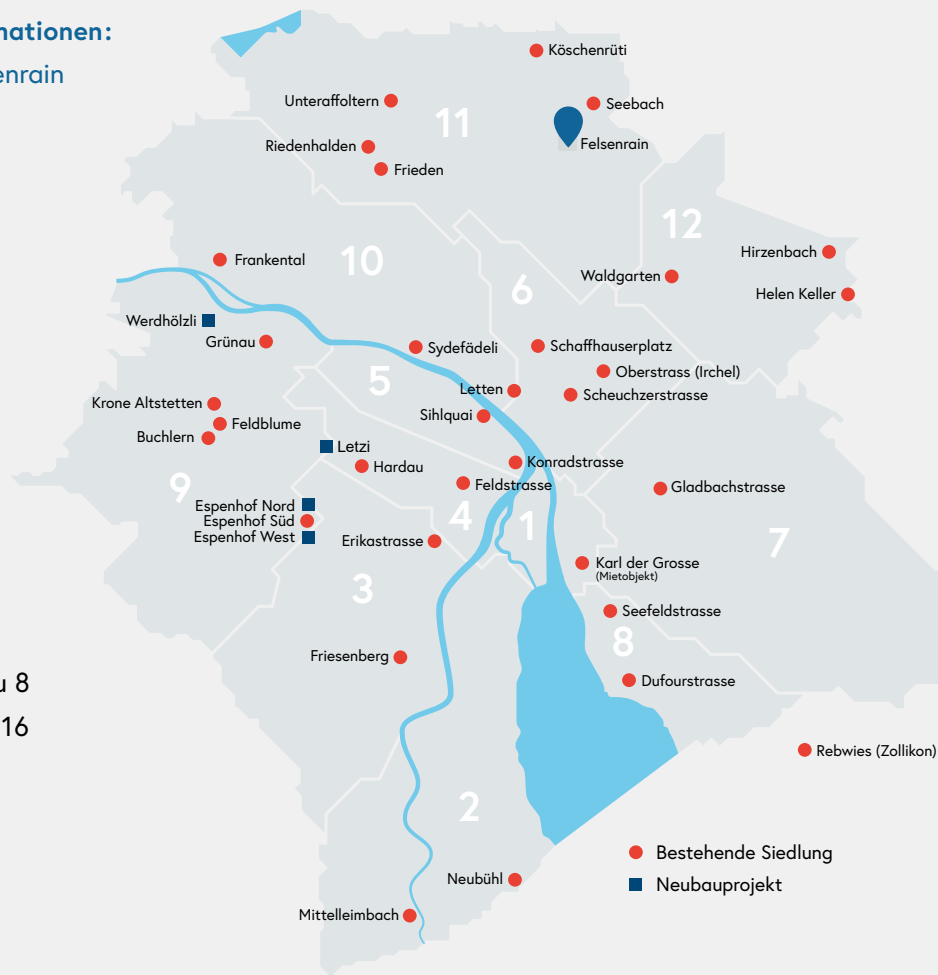 nationen:
enrain
Köschenrüti
Unteraffoltern
Seebach
11
Felsenrain
Riedenhalden
Frieden
12
Hirzenbach
Frankental
10
Waldgarten
6
Helen Keller
Werdhölzli
Grünau
Sydefädeli
Schaffhauserplatz
Oberstrass (Irchel)
5
Letten
Scheuchzerstrasse
Krone Altstetten
Sihlquai
Feldblume
Buchlern
Letzi
Hardau
Konradstrasse
9
Feldstrasse
Gladbachstrasse
Espenhof Nord
Espenhof Süd
Espenhof West
4
1
Erikastrasse
7
Karl der Grosse
(Mietobjekt)
3
Seefeldstrasse
8
Friesenberg
Dufourstrasse
u 8
16
Rebwies (Zollikon)
2
Bestehende Siedlung
Neubühl
Neubauprojekt
Mittelleimbach